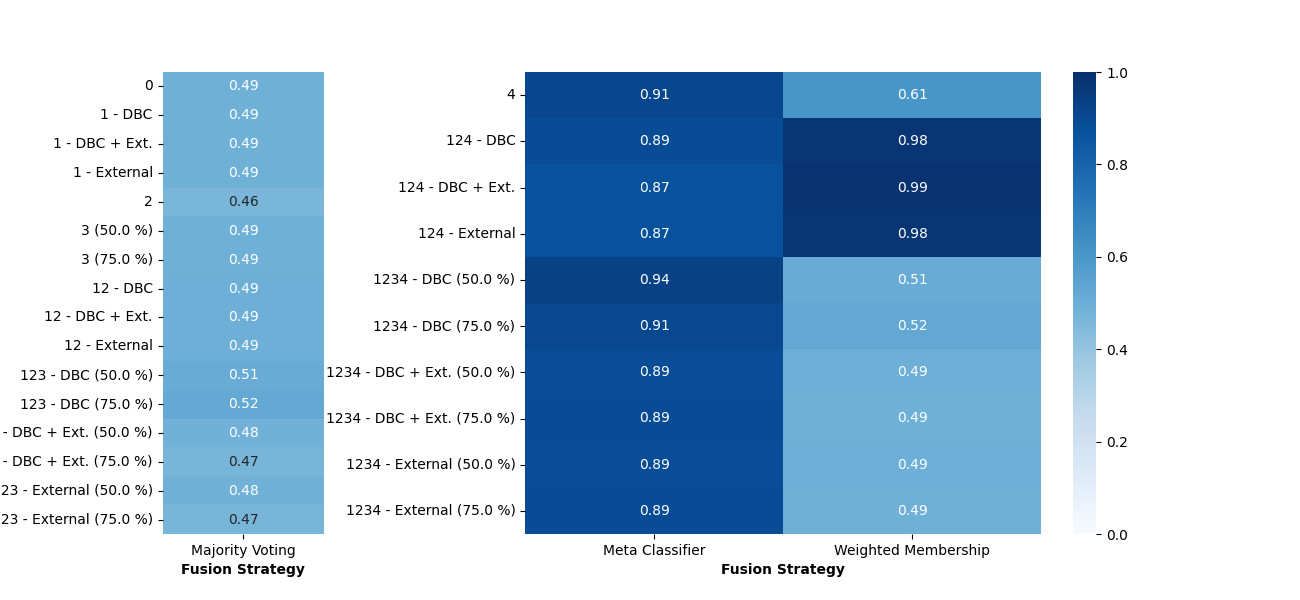 0 0.49
1 - DBC 0.49
1 - DBC + Ext. 0.49
1 - External 0.49
2 0.46
3 (50.0 %) 0.49
3 (75.0 %) 0.49
12 - DBC 0.49
12 - DBC + Ext. 0.49
12 - External 0.49
123 - DBC (50.0 %) 0.51
123 - DBC (75.0 %) 0.52
- DBC + Ext. (50.0 %) 0.48
- DBC + Ext. (75.0 %) 0.47
23 - External (50.0 %) 0.48
23 - External (75.0 %) 0.47
Majority Voting
Fusion Strategy
4 0.91 0.61
124 - DBC 0.89 0.98
124 - DBC + Ext. 0.87 0.99
124 - External 0.87 0.98
1234 - DBC (50.0 %) 0.94 0.51
1234 - DBC (75.0 %) 0.91 0.52
1234 - DBC + Ext. (50.0 %) 0.89 0.49
1234 - DBC + Ext. (75.0 %) 0.89 0.49
1234 - External (50.0 %) 0.89 0.49
1234 - External (75.0 %) 0.89 0.49
Meta Classifier Weighted Membership
Fusion Strategy
1.0
0.8
0.6
0.4
0.2
0.0